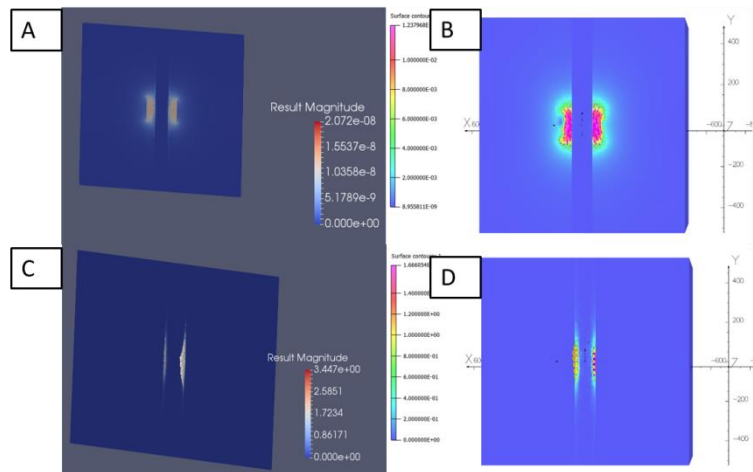 A
Result Magnitude
2.072e-08
1.5537e-8
1.0358e-8
5.1789e-9
0.000e+00
Surface contour
1.237968E
1.000000E-02
8.000000E-03
6.000000E-03
4.000000E-03
2.000000E-03
8.955811E-09
B
Y
400
200
X
-600
Z
-200
-400
C
Result Magnitude
3.447e+00
2.5851
1.7234
0.86171
0.000e+00
Surface contour
1.400000E+00
1.200000E+00
1.000000E+00
8.000000E-01
6.000000E-01
4.000000E-01
2.000000E-01
0.000000E+00
D
Y
400
200
X
-600
Z
-200
-400